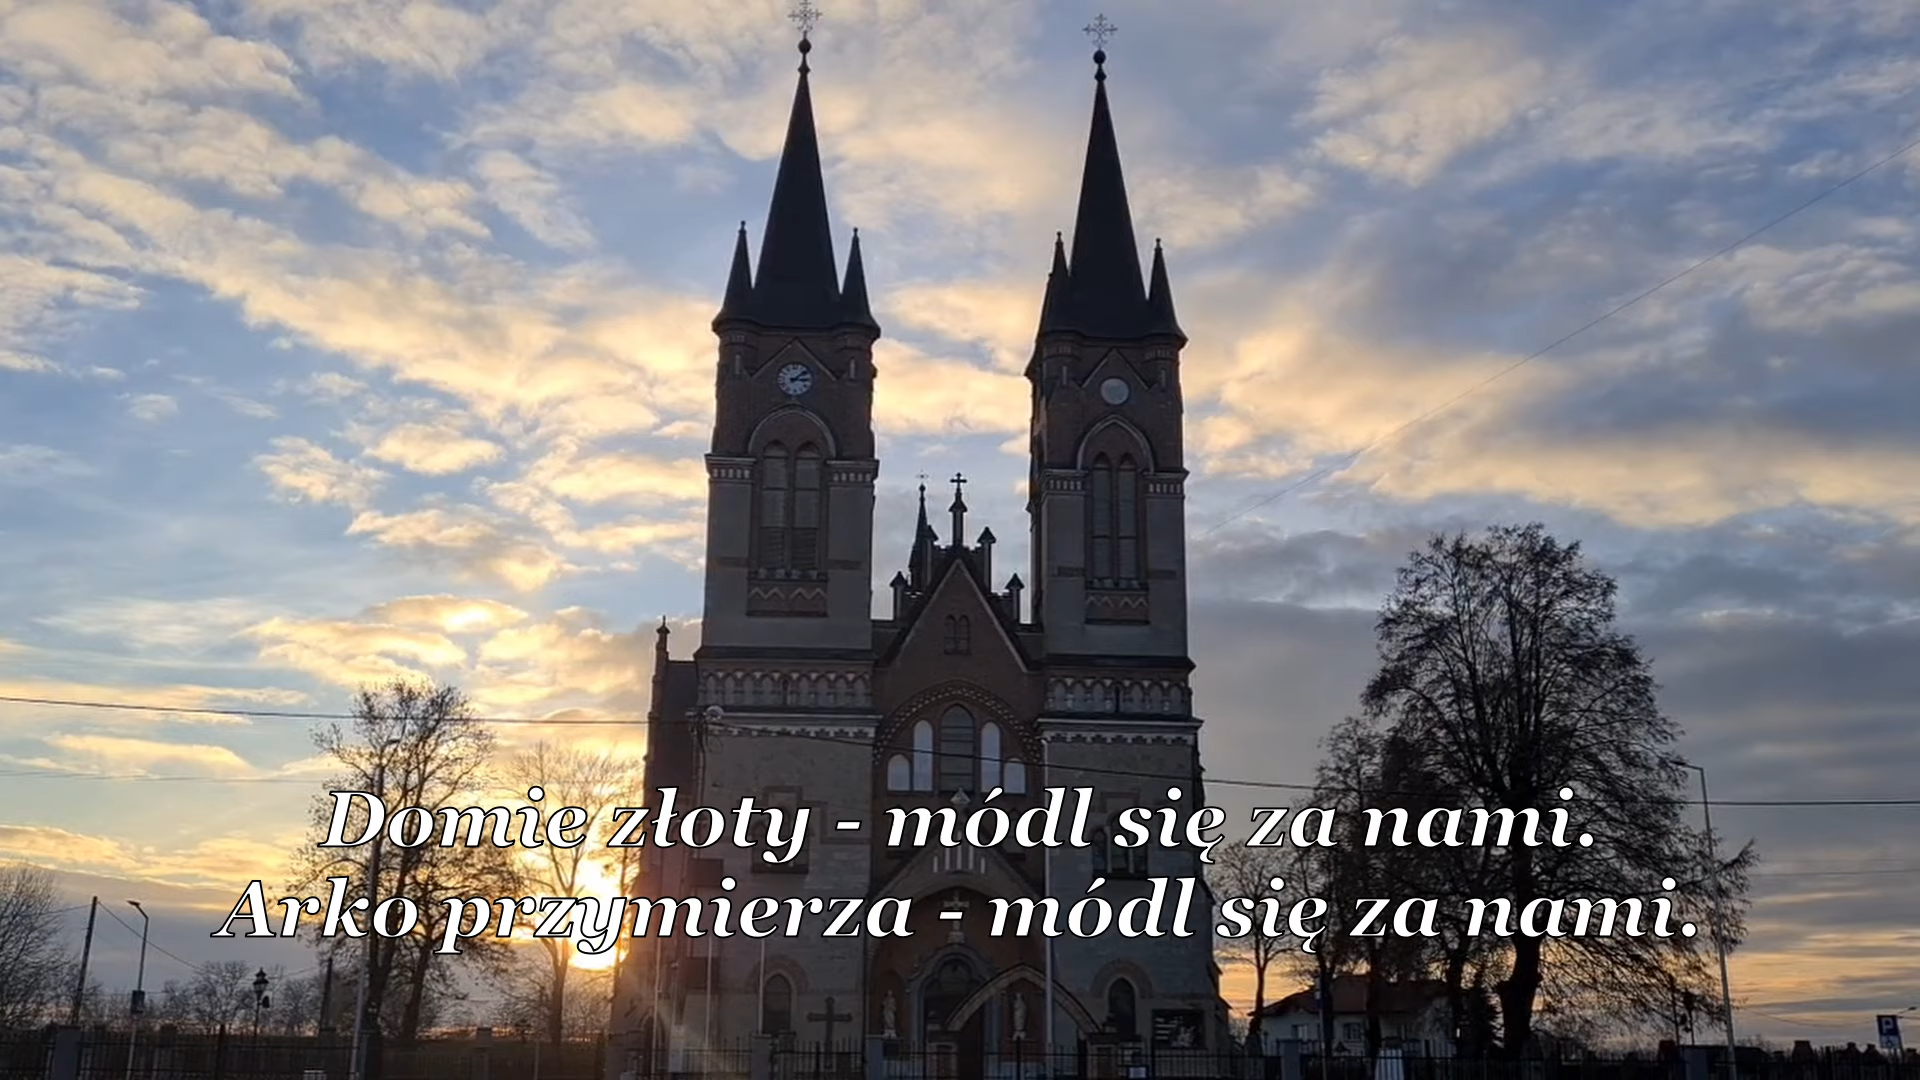 Domie złoty - módl się za nami.
Arko przymierza - módl się za nami.
P